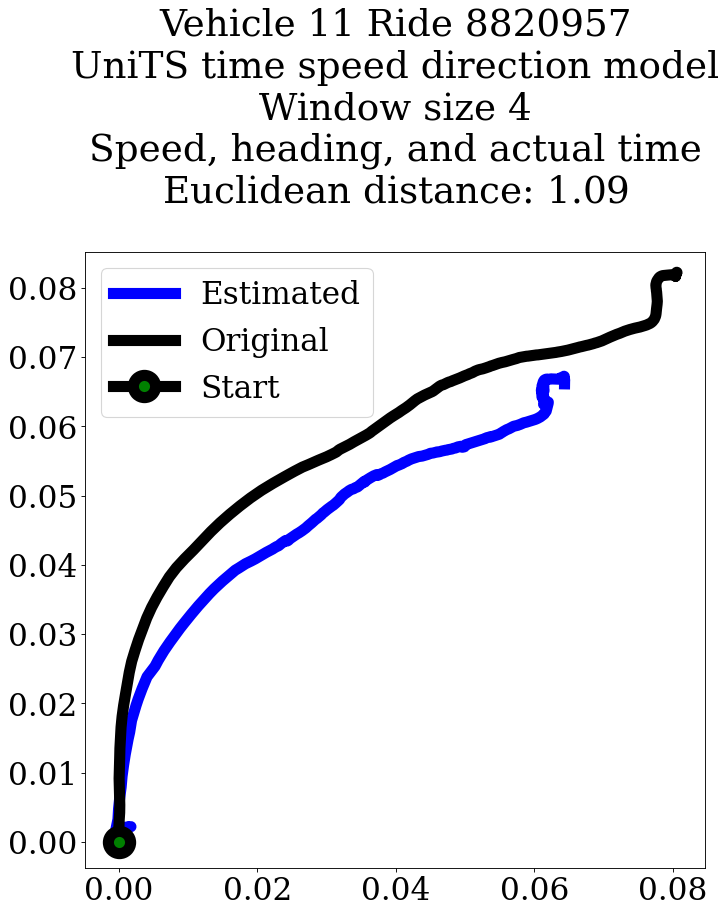 Vehicle 11 Ride 8820957
UniTS time speed direction model
Window size 4
Speed, heading, and actual time
Euclidean distance: 1.09
Estimated
Original
Start
0.08
0.07
0.06
0.05
0.04
0.03
0.02
0.01
0.00
0.00 0.02 0.04 0.06 0.08